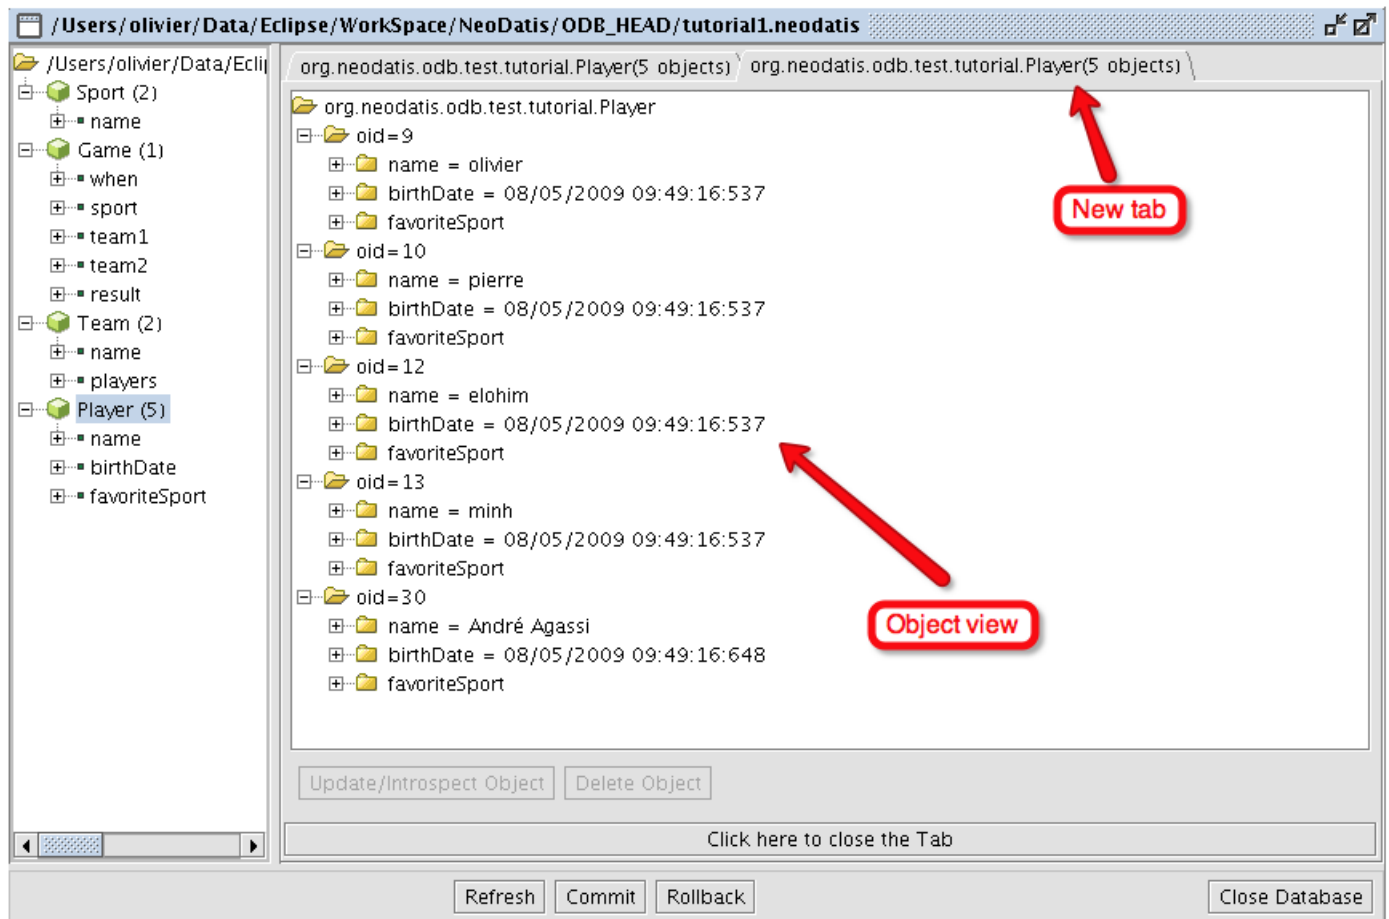 /Users/olivier/Data/Eclipse/WorkSpace/NeoDatis/ODB_HEAD/tutorial1.neodatis
/Users/olivier/Data/Ecli
Sport (2)
name
Game (1)
when
sport
team1
team2
result
Team (2)
name
players
Player (5)
name
birthDate
favoriteSport
org.neodatis.odb.test.tutorial.Player(5 objects)
org.neodatis.odb.test.tutorial.Player(5 objects)
org.neodatis.odb.test.tutorial.Player
oid=9
name = olivier
birthDate = 08/05/2009 09:49:16:537
favoriteSport
oid=10
name = pierre
birthDate = 08/05/2009 09:49:16:537
favoriteSport
oid=12
name = elohim
birthDate = 08/05/2009 09:49:16:537
favoriteSport
oid=13
name = minh
birthDate = 08/05/2009 09:49:16:537
favoriteSport
oid=30
name = André Agassi
birthDate = 08/05/2009 09:49:16:648
favoriteSport
New tab
Object view
Update/Introspect Object
Delete Object
Click here to close the Tab
Refresh
Commit
Rollback
Close Database